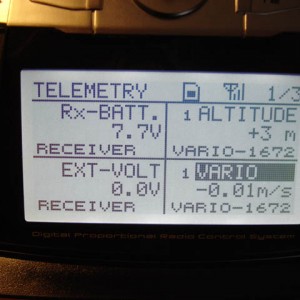 TELEMETRY 1/3
Rx-BATT.
7.7V
RECEIVER
1 ALTITUDE
+3 m
VARIO-1672
EXT-VOLT
0.0V
RECEIVER
1 VARIO
-0.01m/s
VARIO-1672
Digital Proportional Radio Control System